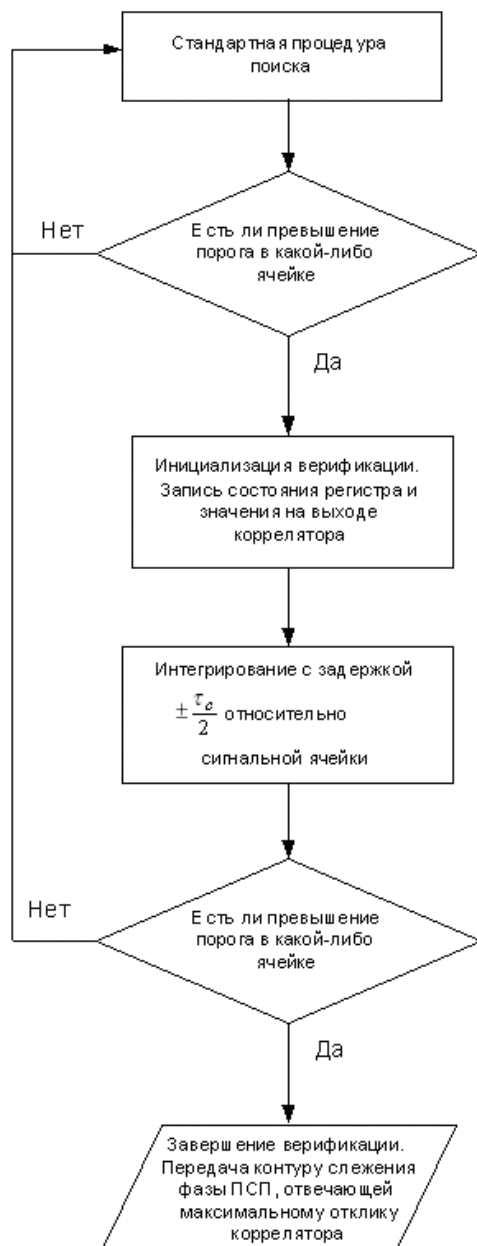 Стандартная процедура
поиска
Нет
Есть ли превышение
порога в какой-либо
ячейке
Да
Инициализация верификации.
Запись состояния регистра и
значения на выходе
коррелятора
Интегрирование с задержкой
± τₑ/2 относительно
сигнальной ячейки
Нет
Есть ли превышение
порога в какой-либо
ячейке
Да
Завершение верификации.
Передача контуру слежения
фазы ПСП, отвечающей
максимальному отклику
коррелятора